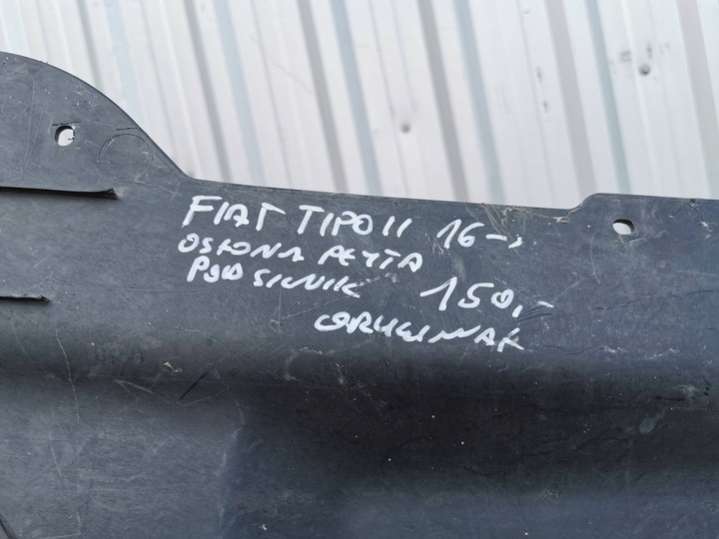 FIAT TIPO II 16-,
OSŁONA PŁYTA
POD SILNIK 150,-
ORYGINAŁ